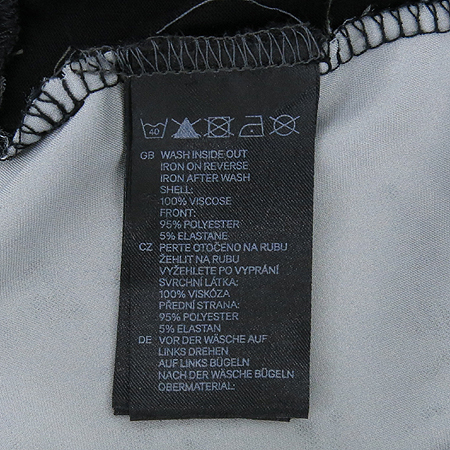 40
GB WASH INSIDE OUT
IRON ON REVERSE
IRON AFTER WASH
SHELL:
100% VISCOSE
FRONT:
95% POLYESTER
5% ELASTANE
CZ PERTE OTOČENO NA RUBU
ŽEHLIT NA RUBU
VYŽEHLETE PO VYPRÁNÍ
SVRCHNÍ LÁTKA:
100% VISKÓZA
PŘEDNÍ STRANA:
95% POLYESTER
5% ELASTAN
DE VOR DER WÄSCHE AUF
LINKS DREHEN
AUF LINKS BÜGELN
NACH DER WÄSCHE BÜGELN
OBERMATERIAL: